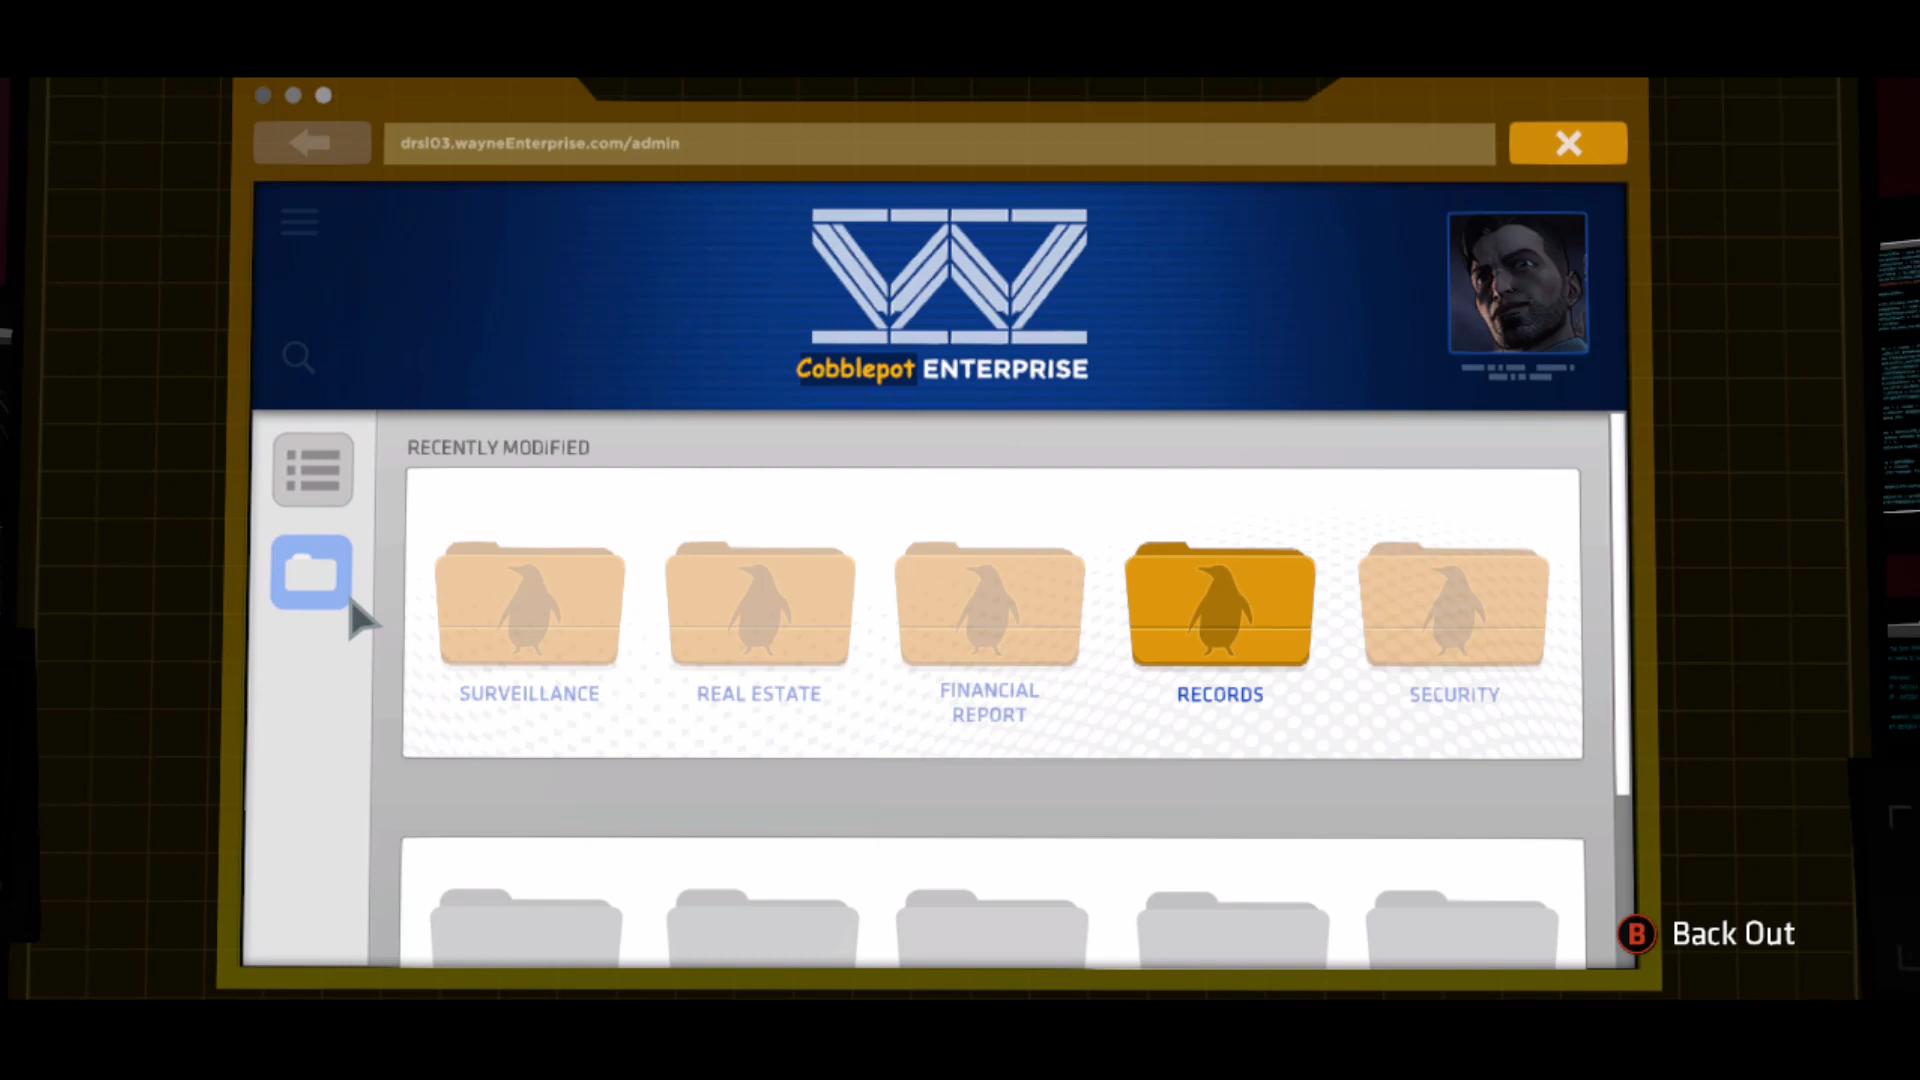 drsl03.wayneEnterprise.com/admin
Cobblepot ENTERPRISE
RECENTLY MODIFIED
SURVEILLANCE
REAL ESTATE
FINANCIAL
REPORT
RECORDS
SECURITY
B Back Out